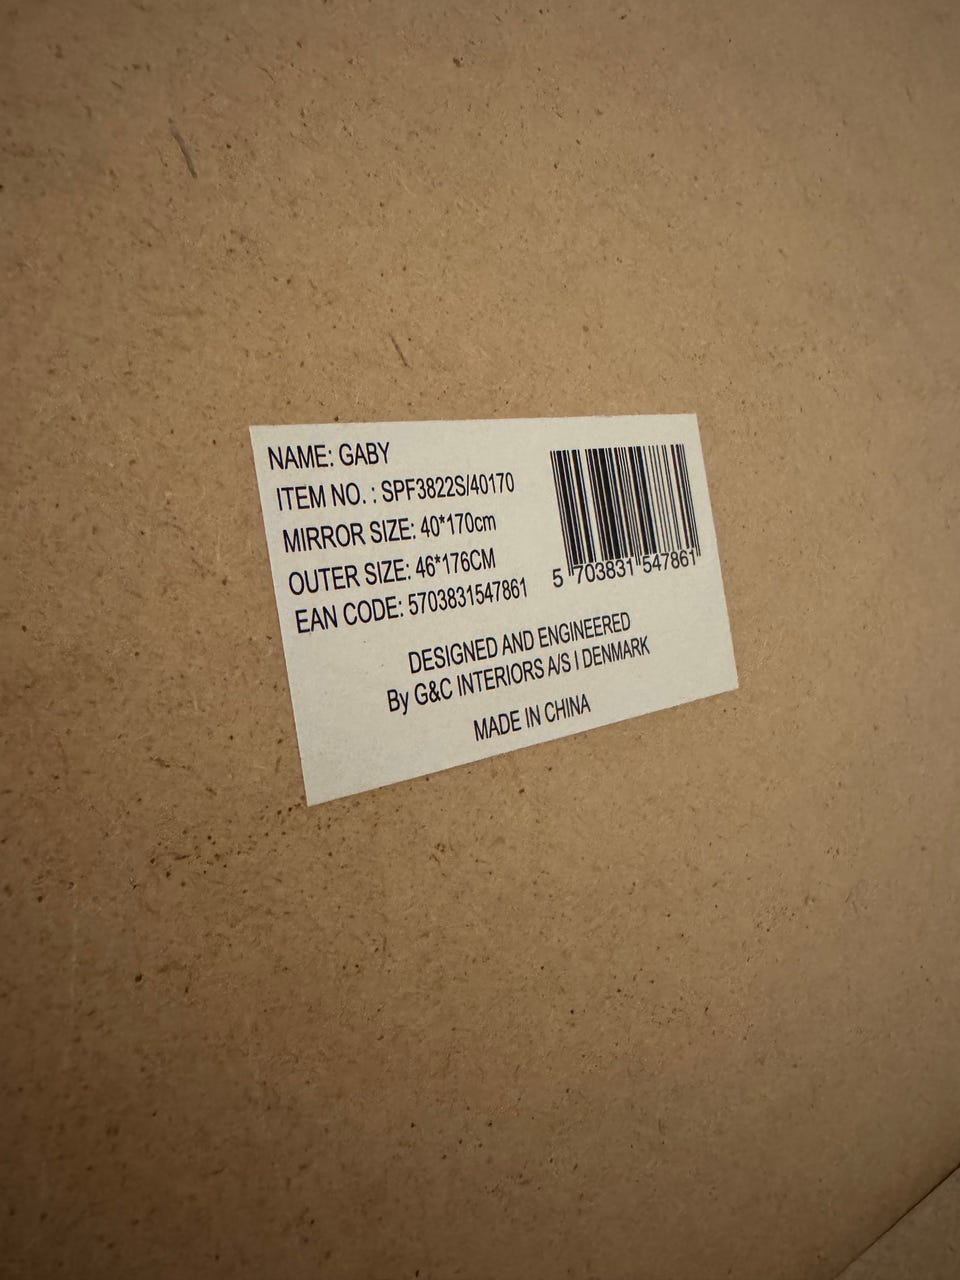 NAME: GABY
ITEM NO. : SPF3822S/40170
MIRROR SIZE: 40*170cm
OUTER SIZE: 46*176CM
EAN CODE: 5703831547861
5 703831 547861
DESIGNED AND ENGINEERED
By G&C INTERIORS A/S I DENMARK
MADE IN CHINA